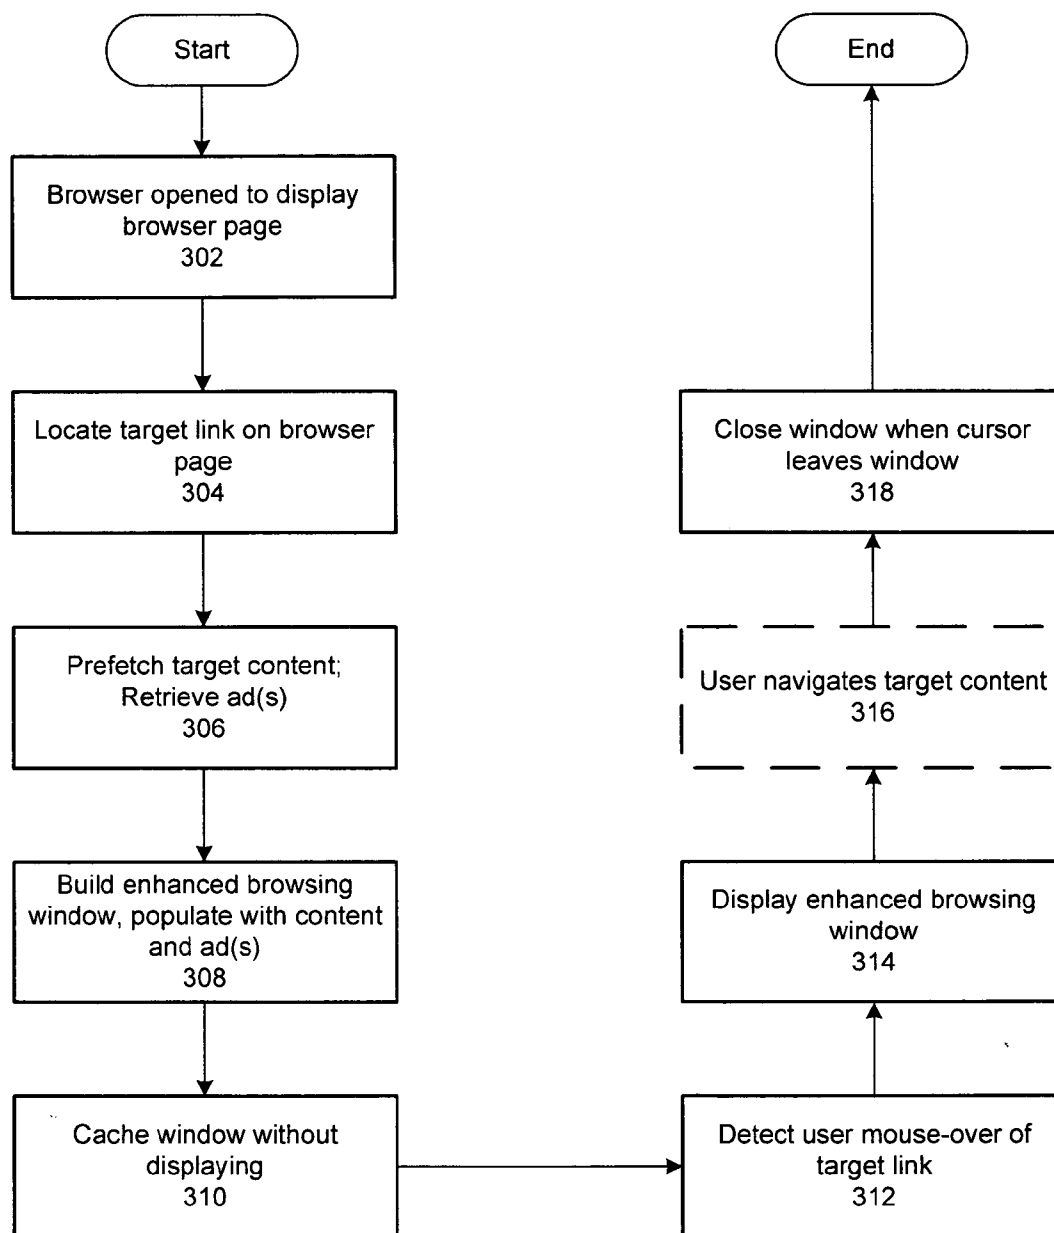 Start
Browser opened to display
browser page
302
Locate target link on browser
page
304
Prefetch target content;
Retrieve ad(s)
306
Build enhanced browsing
window, populate with content
and ad(s)
308
Cache window without
displaying
310
Detect user mouse-over of
target link
312
Display enhanced browsing
window
314
User navigates target content
316
Close window when cursor
leaves window
318
End